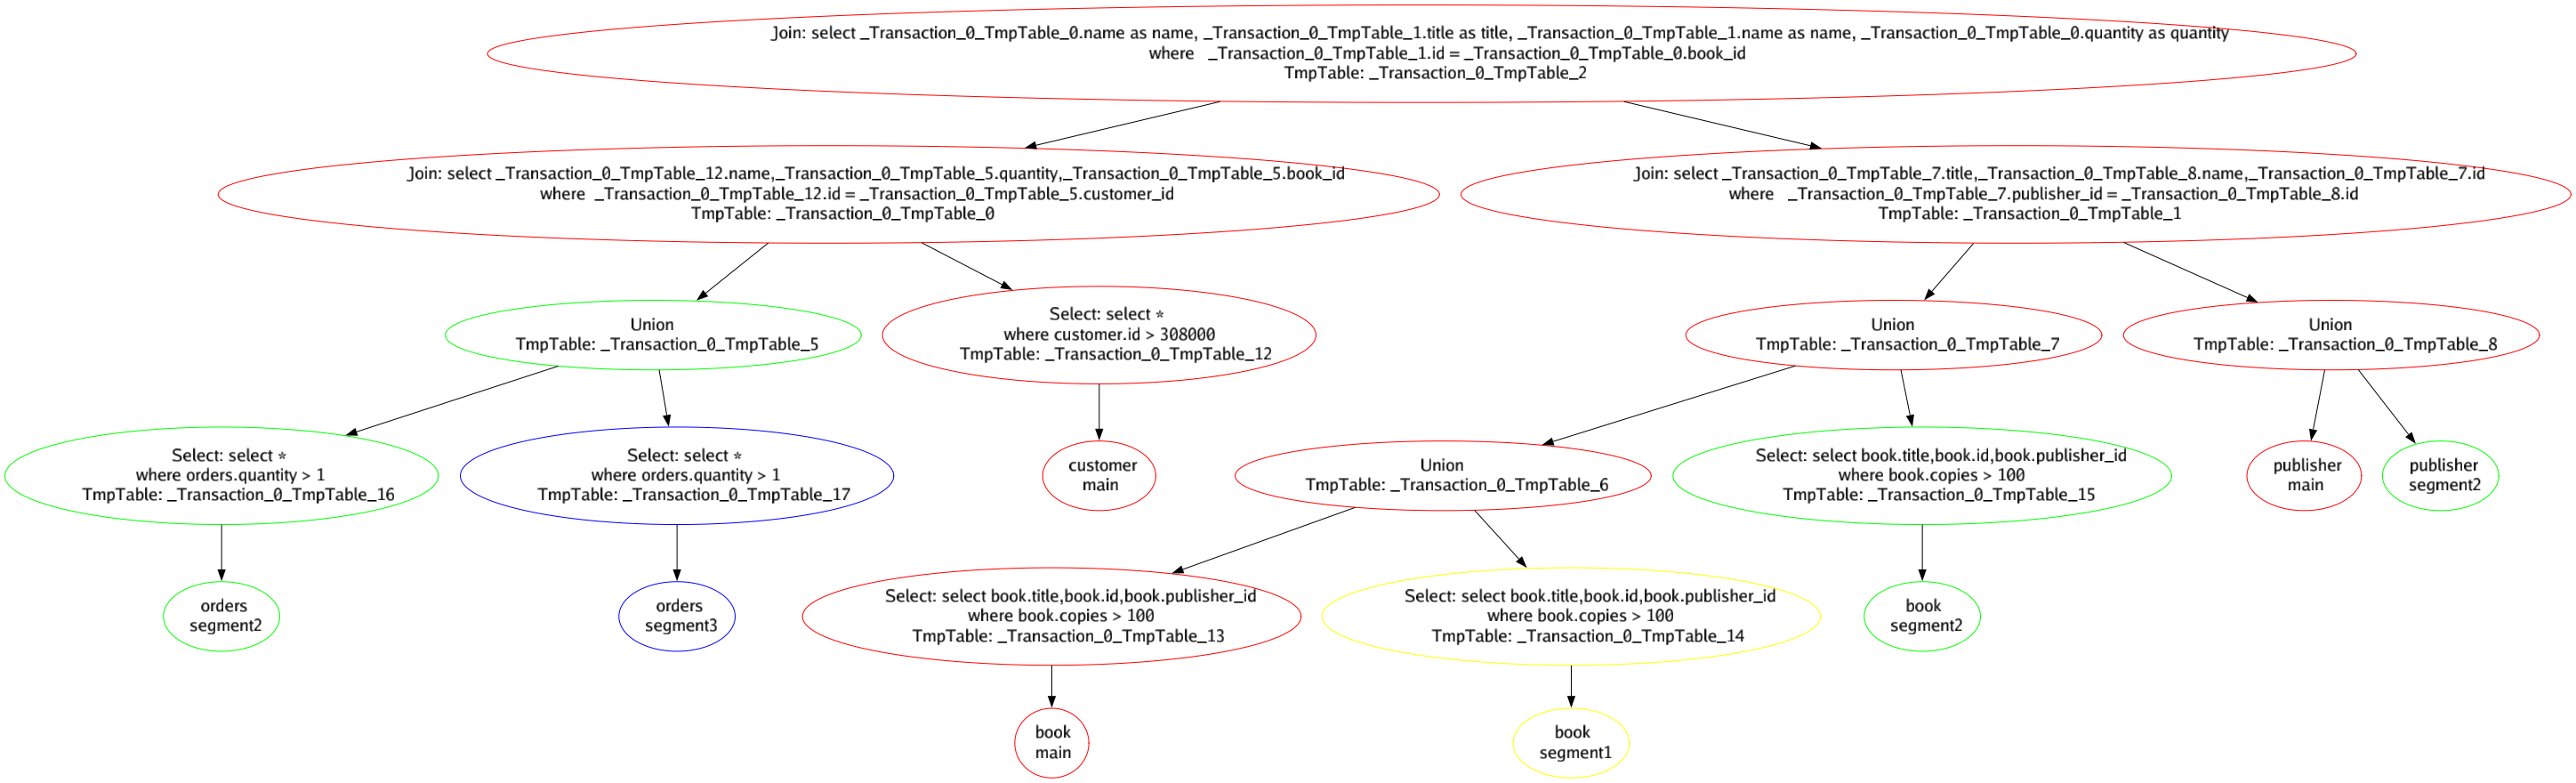 Join: select _Transaction_0_TmpTable_0.name as name, _Transaction_0_TmpTable_1.title as title, _Transaction_0_TmpTable_1.name as name, _Transaction_0_TmpTable_0.quantity as quantity
where _Transaction_0_TmpTable_1.id = _Transaction_0_TmpTable_0.book_id
TmpTable: _Transaction_0_TmpTable_2
Join: select _Transaction_0_TmpTable_12.name,_Transaction_0_TmpTable_5.quantity,_Transaction_0_TmpTable_5.book_id
where _Transaction_0_TmpTable_12.id = _Transaction_0_TmpTable_5.customer_id
TmpTable: _Transaction_0_TmpTable_0
Join: select _Transaction_0_TmpTable_7.title,_Transaction_0_TmpTable_8.name,_Transaction_0_TmpTable_7.id
where _Transaction_0_TmpTable_7.publisher_id = _Transaction_0_TmpTable_8.id
TmpTable: _Transaction_0_TmpTable_1
Union
TmpTable: _Transaction_0_TmpTable_5
Select: select *
where customer.id > 308000
TmpTable: _Transaction_0_TmpTable_12
Union
TmpTable: _Transaction_0_TmpTable_7
Union
TmpTable: _Transaction_0_TmpTable_8
Select: select *
where orders.quantity > 1
TmpTable: _Transaction_0_TmpTable_16
Select: select *
where orders.quantity > 1
TmpTable: _Transaction_0_TmpTable_17
customer
main
Union
TmpTable: _Transaction_0_TmpTable_6
Select: select book.title,book.id,book.publisher_id
where book.copies > 100
TmpTable: _Transaction_0_TmpTable_15
publisher
main
publisher
segment2
orders
segment2
orders
segment3
Select: select book.title,book.id,book.publisher_id
where book.copies > 100
TmpTable: _Transaction_0_TmpTable_13
Select: select book.title,book.id,book.publisher_id
where book.copies > 100
TmpTable: _Transaction_0_TmpTable_14
book
segment2
book
main
book
segment1